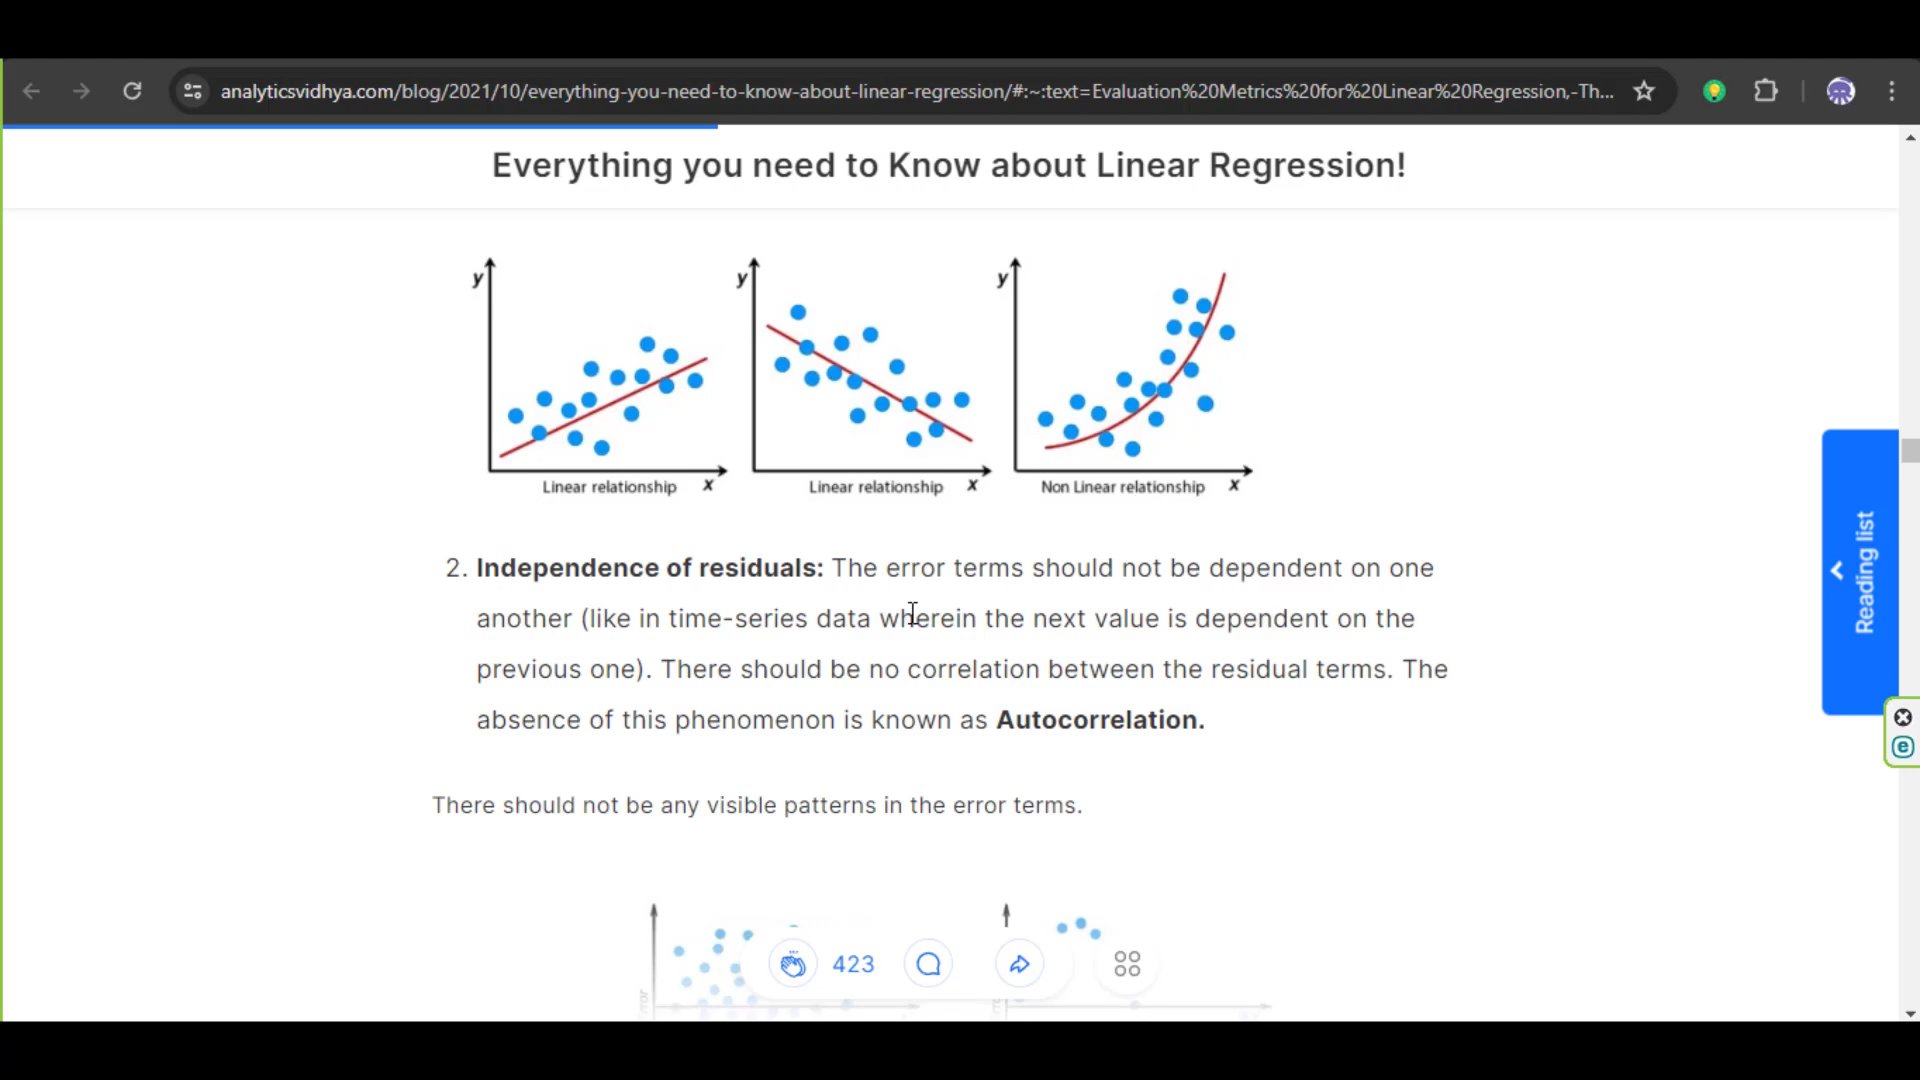 analyticsvidhya.com/blog/2021/10/everything-you-need-to-know-about-linear-regression/#:~:text=Evaluation%20Metrics%20for%20Linear%20Regression,-Th...
Everything you need to Know about Linear Regression!
y y y
Linear relationship x Linear relationship x Non Linear relationship x
2. Independence of residuals: The error terms should not be dependent on one
another (like in time-series data wherein the next value is dependent on the
previous one). There should be no correlation between the residual terms. The
absence of this phenomenon is known as Autocorrelation.
There should not be any visible patterns in the error terms.
423
Reading list
e